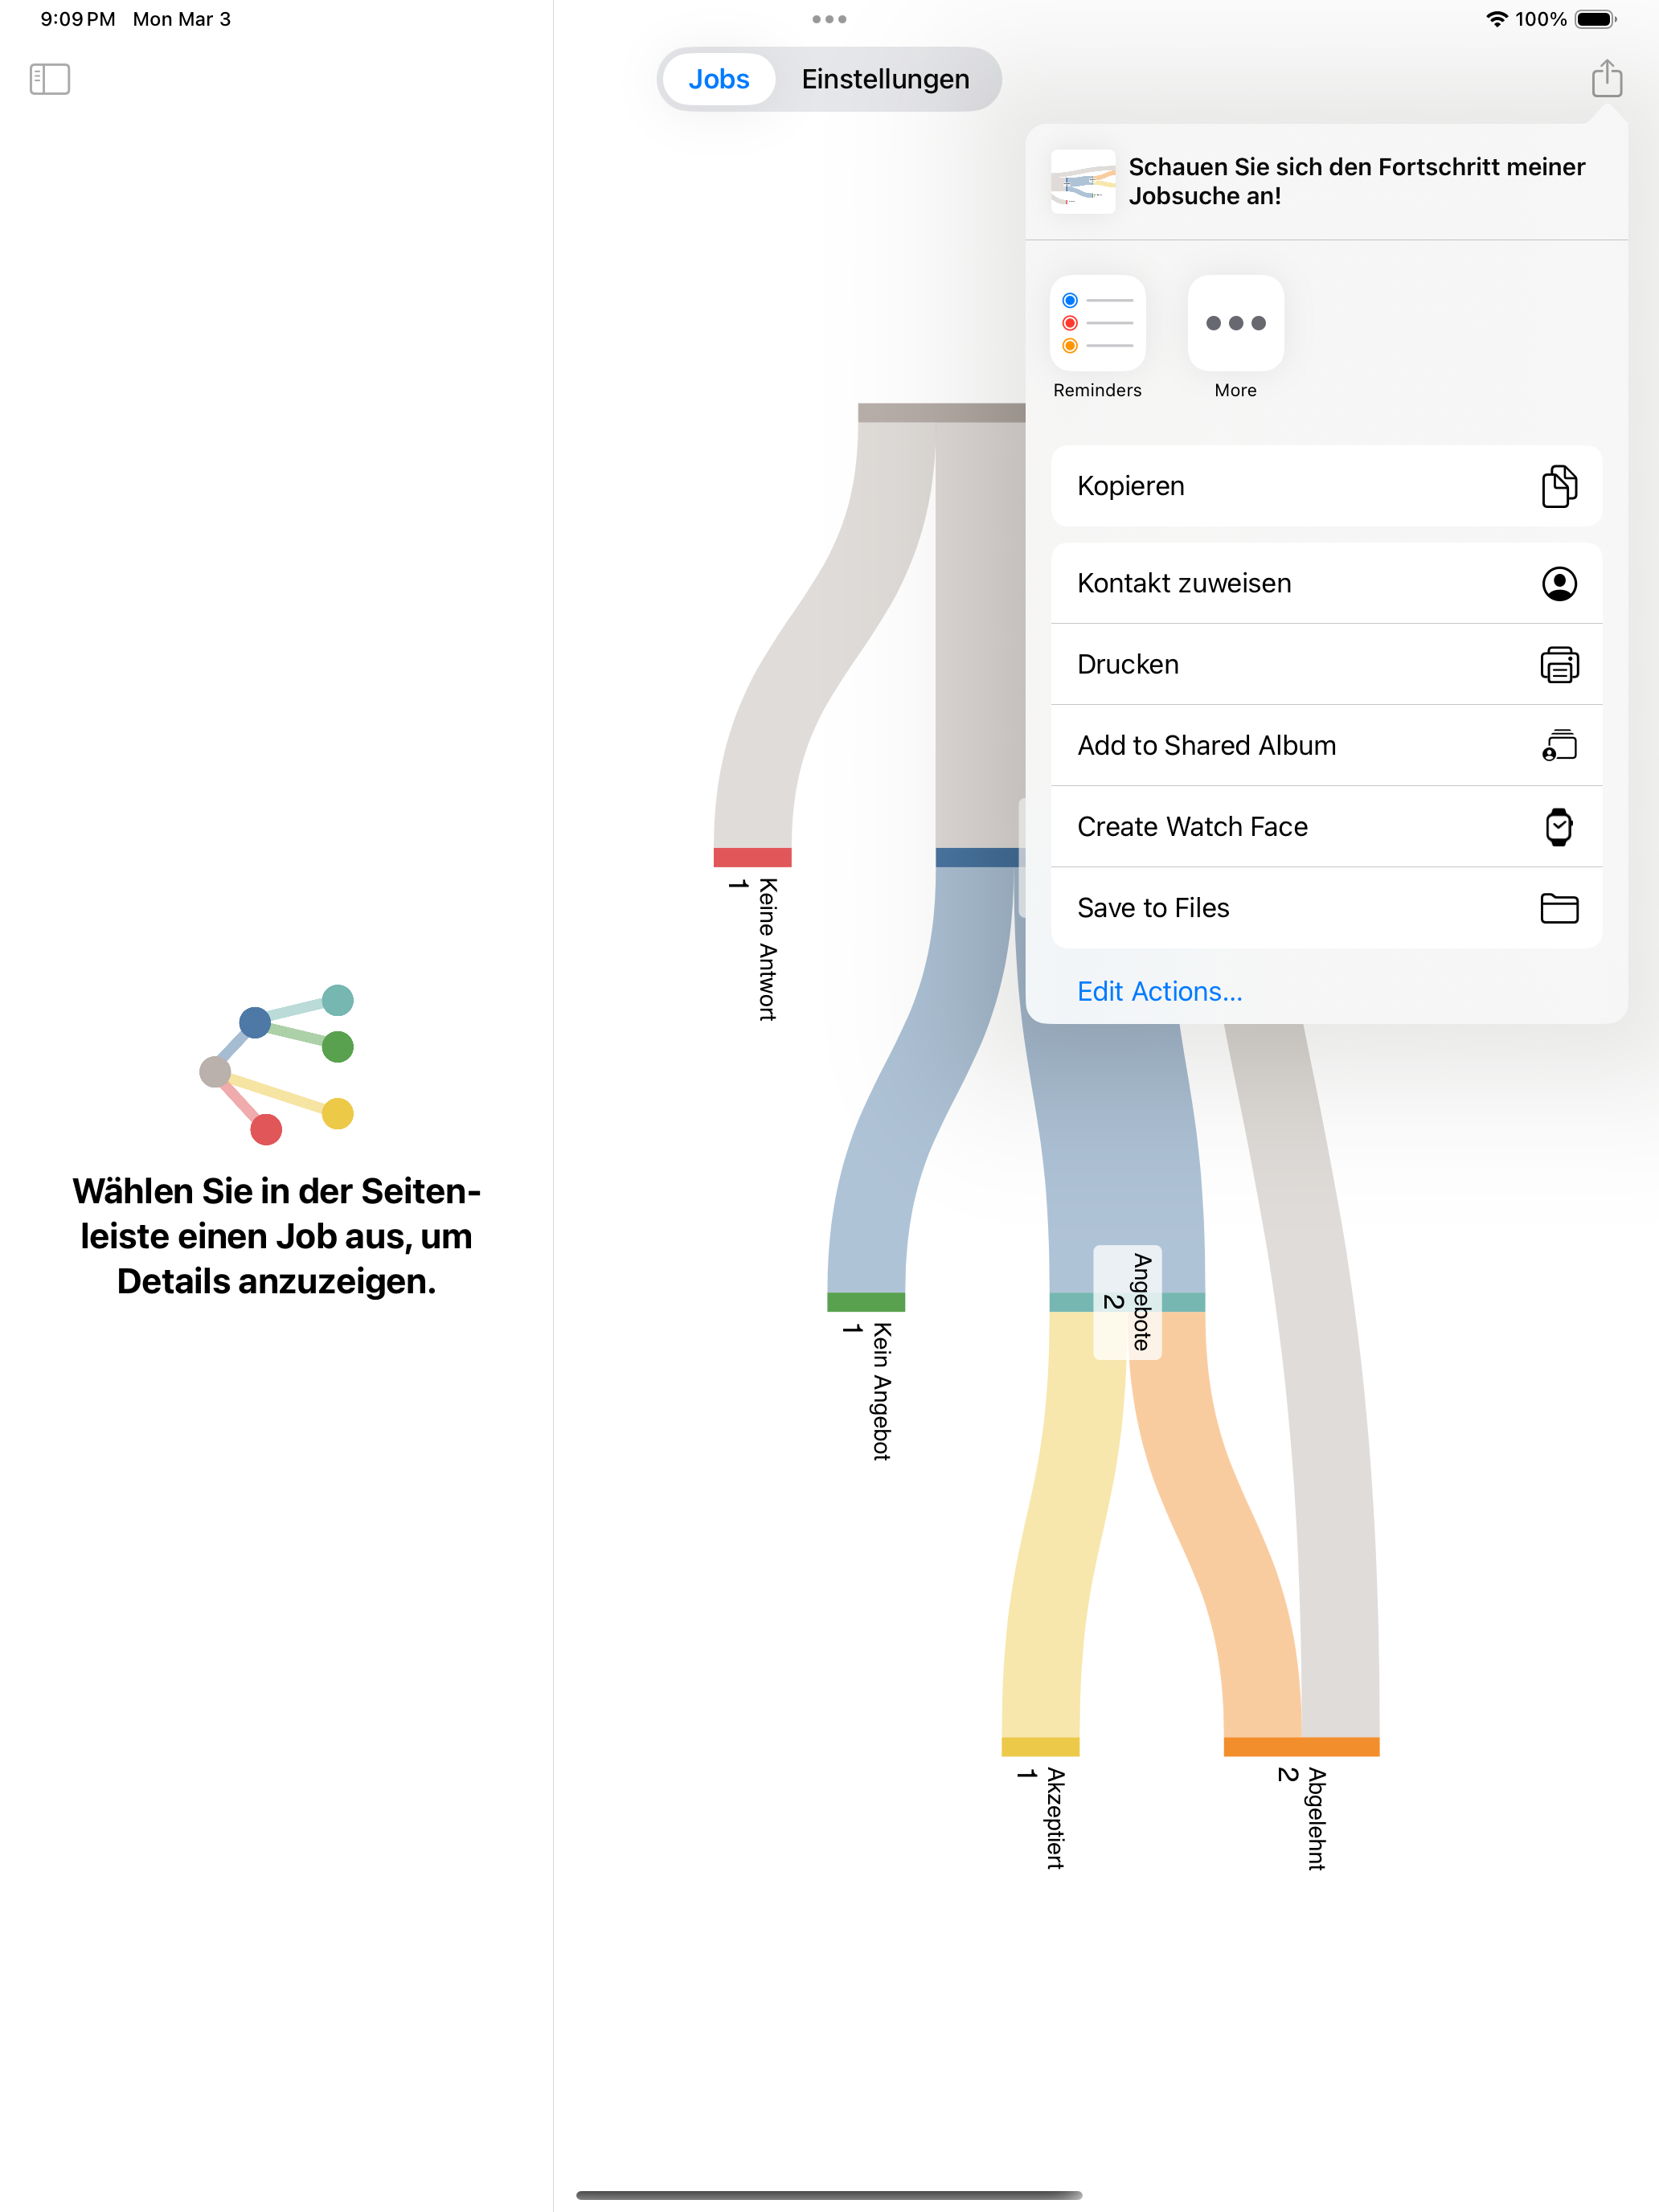 9:09 PM Mon Mar 3
100%
Jobs
Einstellungen
Schauen Sie sich den Fortschritt meiner
Jobsuche an!
Reminders
More
Kopieren
Kontakt zuweisen
Drucken
Add to Shared Album
Create Watch Face
Save to Files
Edit Actions...
Wählen Sie in der Seiten-
leiste einen Job aus, um
Details anzuzeigen.
Keine Antwort
1
Kein Angebot
1
Angebote
2
Akzeptiert
1
Abgelehnt
2